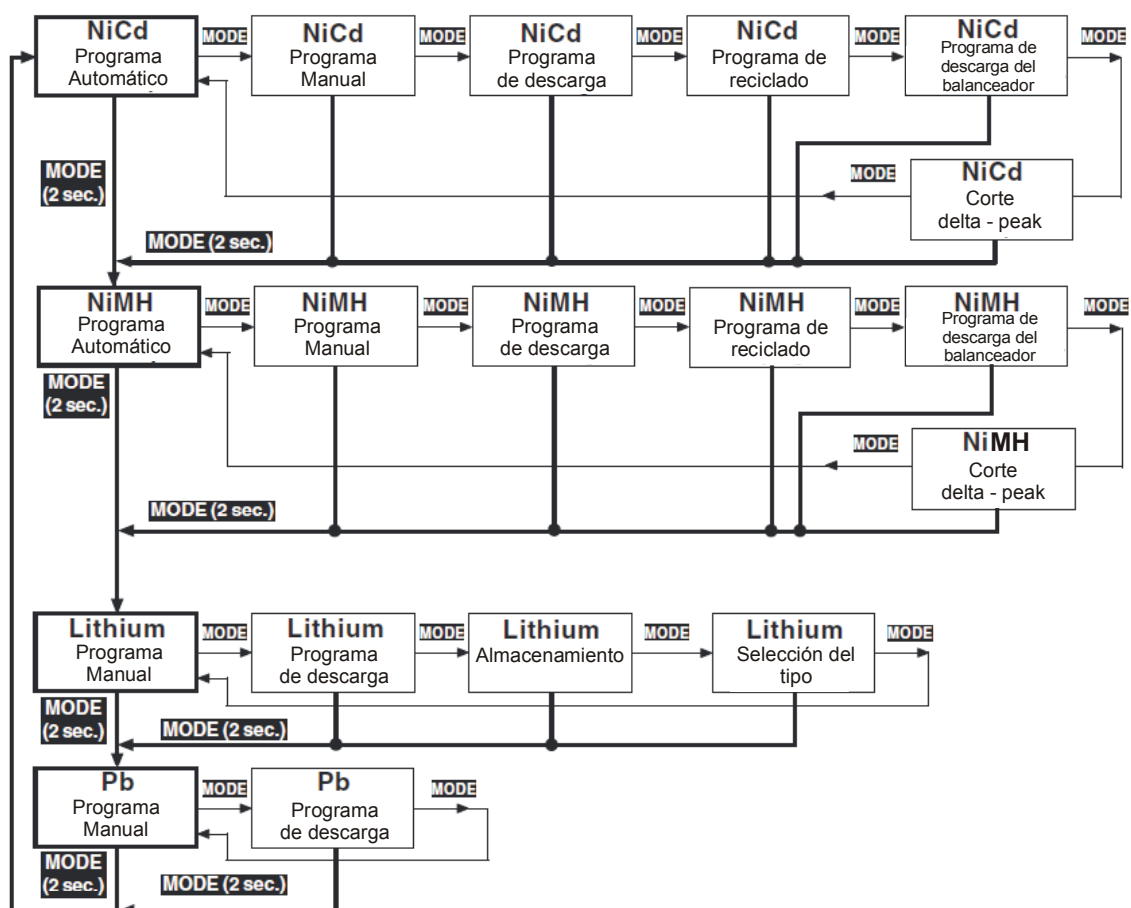 NiCd
Programa
Automático
MODE
NiCd
Programa
Manual
MODE
NiCd
Programa
de descarga
MODE
NiCd
Programa de
reciclado
MODE
NiCd
Programa de
descarga del
balanceador
MODE
MODE
(2 sec.)
MODE
NiCd
Corte
delta - peak
MODE (2 sec.)
NiMH
Programa
Automático
MODE
NiMH
Programa
Manual
MODE
NiMH
Programa
de descarga
MODE
NiMH
Programa de
reciclado
MODE
NiMH
Programa de
descarga del
balanceador
MODE
MODE
(2 sec.)
MODE
NiMH
Corte
delta - peak
MODE (2 sec.)
Lithium
Programa
Manual
MODE
Lithium
Programa
de descarga
MODE
Lithium
Almacenamiento
MODE
Lithium
Selección del
tipo
MODE
MODE
(2 sec.)
MODE (2 sec.)
Pb
Programa
Manual
MODE
Pb
Programa
de descarga
MODE
MODE
(2 sec.)
MODE (2 sec.)